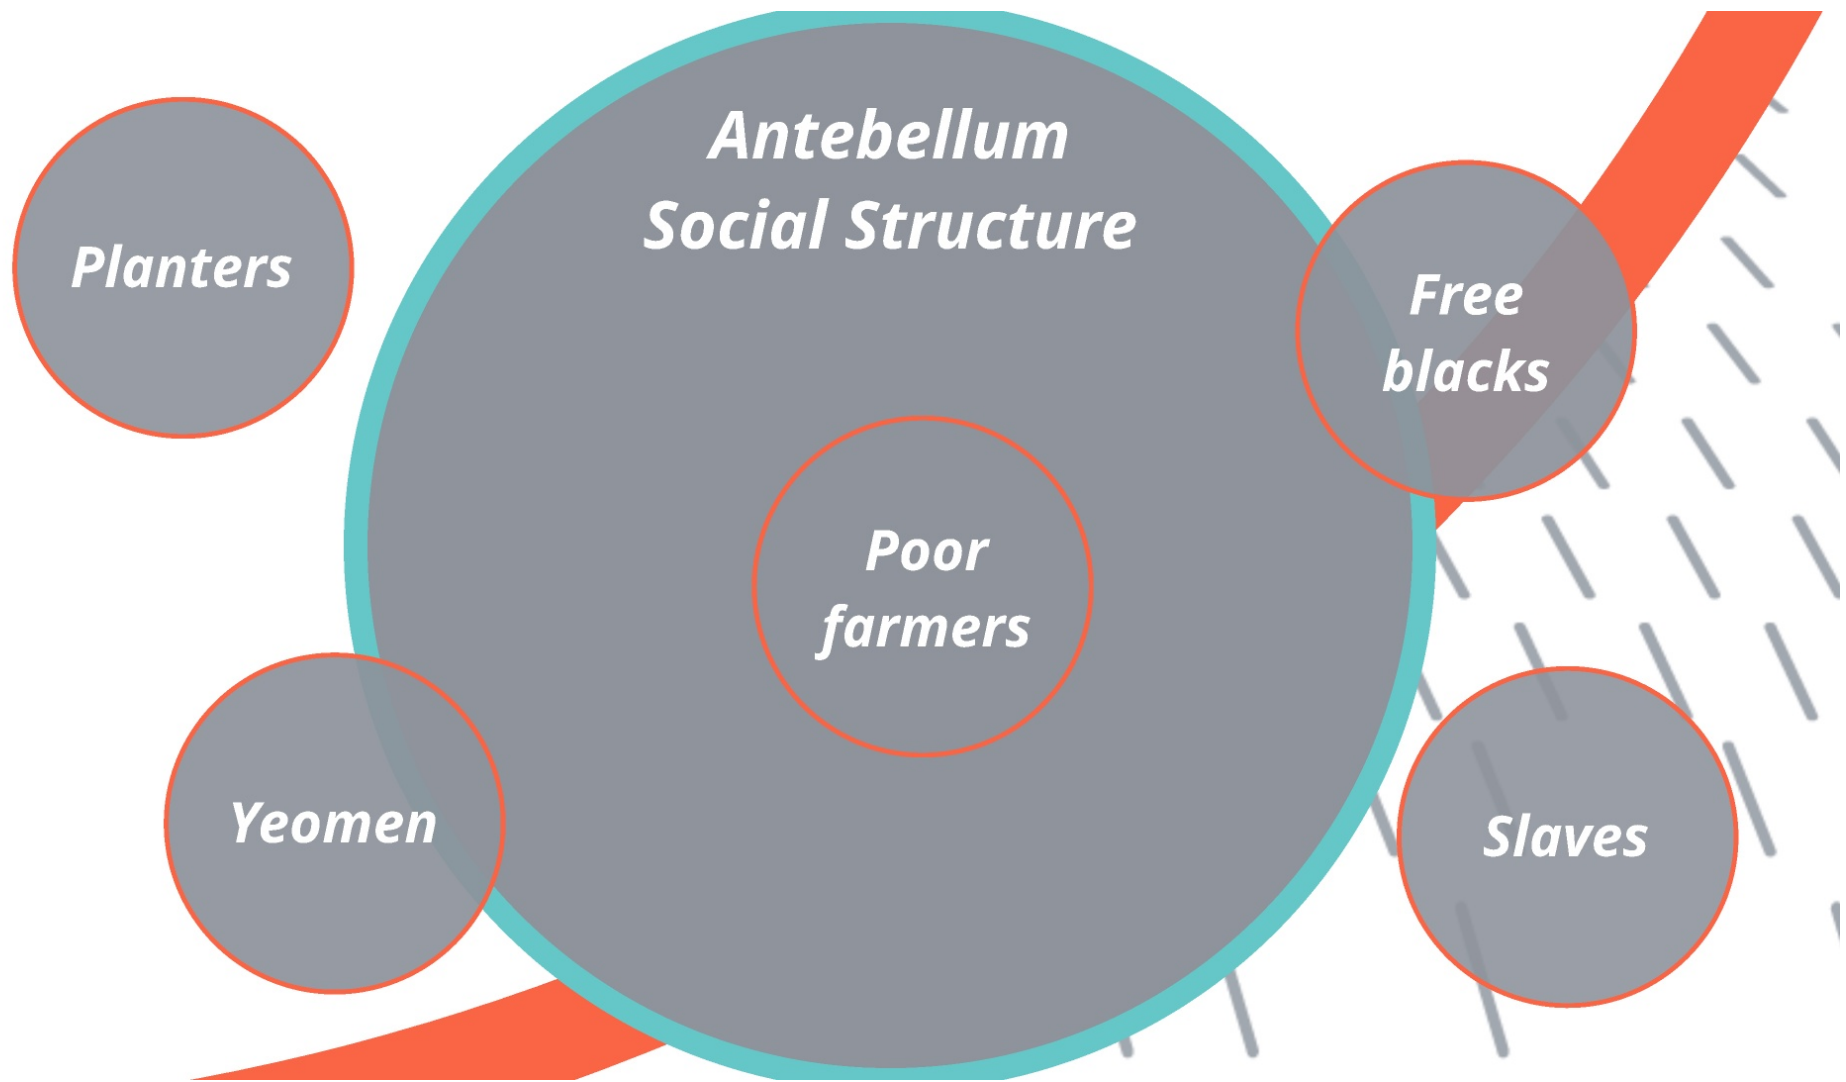 Antebellum
Social Structure
Planters
Free
blacks
Poor
farmers
Yeomen
Slaves